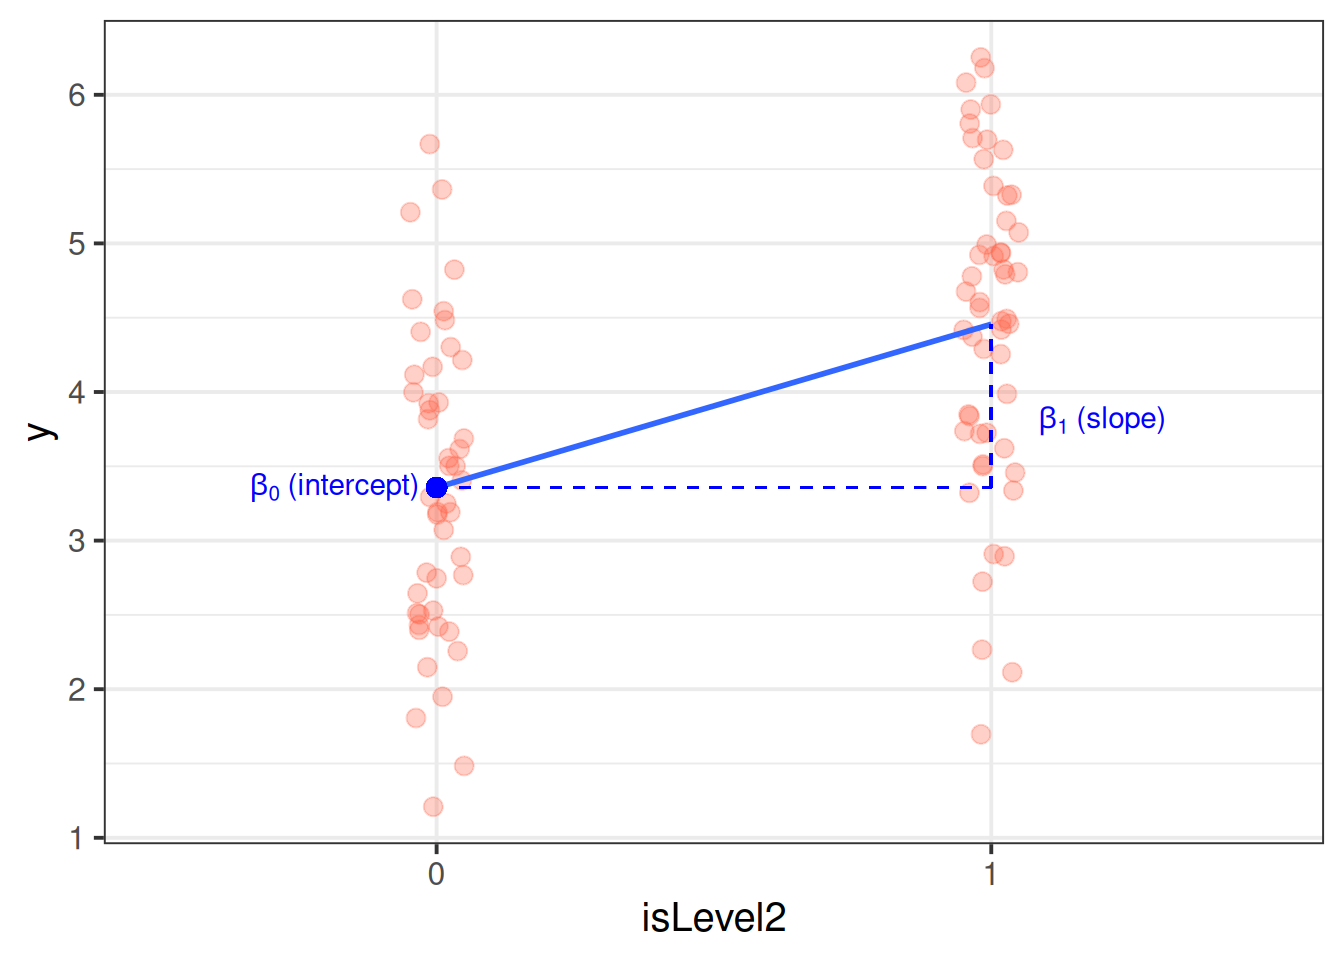 6
5
4
3
2
1
y
β₀ (intercept)
β₁ (slope)
0 1
isLevel2